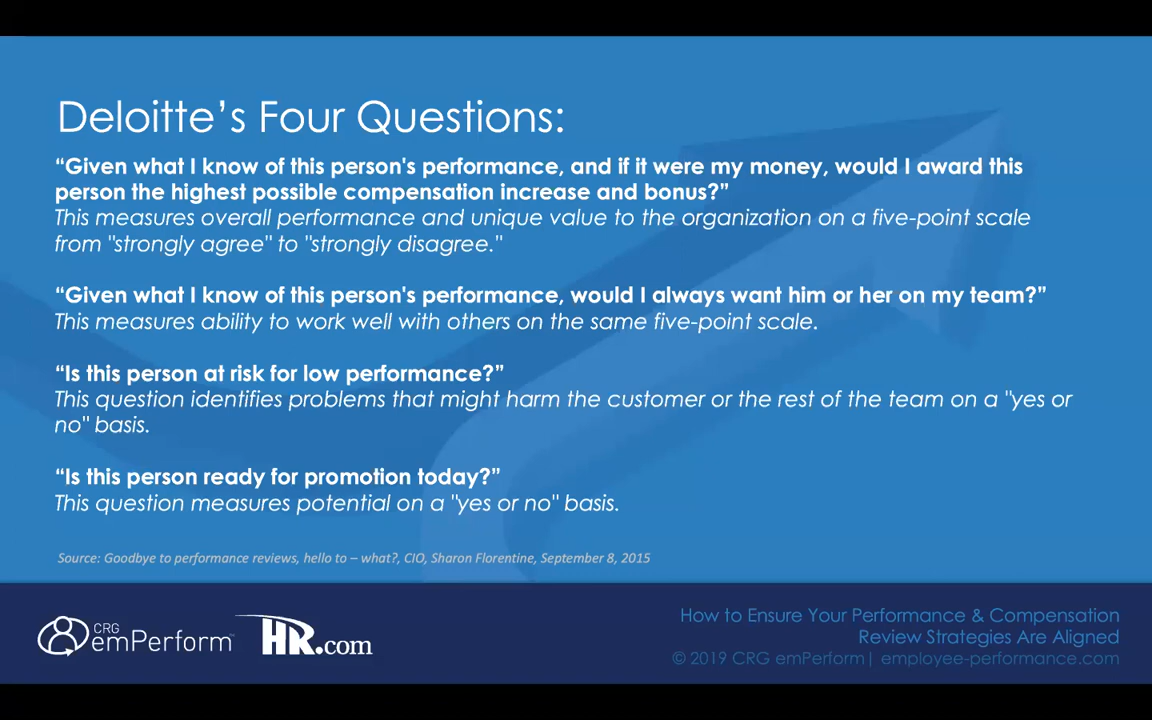 Deloitte’s Four Questions:
“Given what I know of this person's performance, and if it were my money, would I award this
person the highest possible compensation increase and bonus?”
This measures overall performance and unique value to the organization on a five-point scale
from "strongly agree" to "strongly disagree."
“Given what I know of this person's performance, would I always want him or her on my team?”
This measures ability to work well with others on the same five-point scale.
“Is this person at risk for low performance?”
This question identifies problems that might harm the customer or the rest of the team on a "yes or
no" basis.
“Is this person ready for promotion today?”
This question measures potential on a "yes or no" basis.
Source: Goodbye to performance reviews, hello to – what?, CIO, Sharon Florentine, September 8, 2015
CRG
emPerform™
HR.com
How to Ensure Your Performance & Compensation
Review Strategies Are Aligned
© 2019 CRG emPerform| employee-performance.com